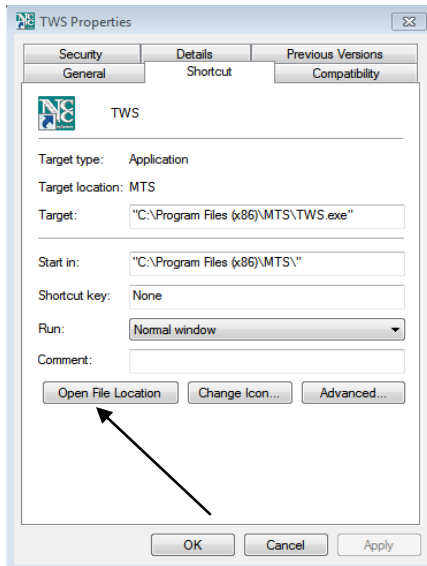 TWS Properties
Security Details Previous Versions
General Shortcut Compatibility
NCC TWS
Target type: Application
Target location: MTS
Target: "C:\Program Files (x86)\MTS\TWS.exe"
Start in: "C:\Program Files (x86)\MTS\"
Shortcut key: None
Run: Normal window
Comment:
Open File Location Change Icon... Advanced...
OK Cancel Apply